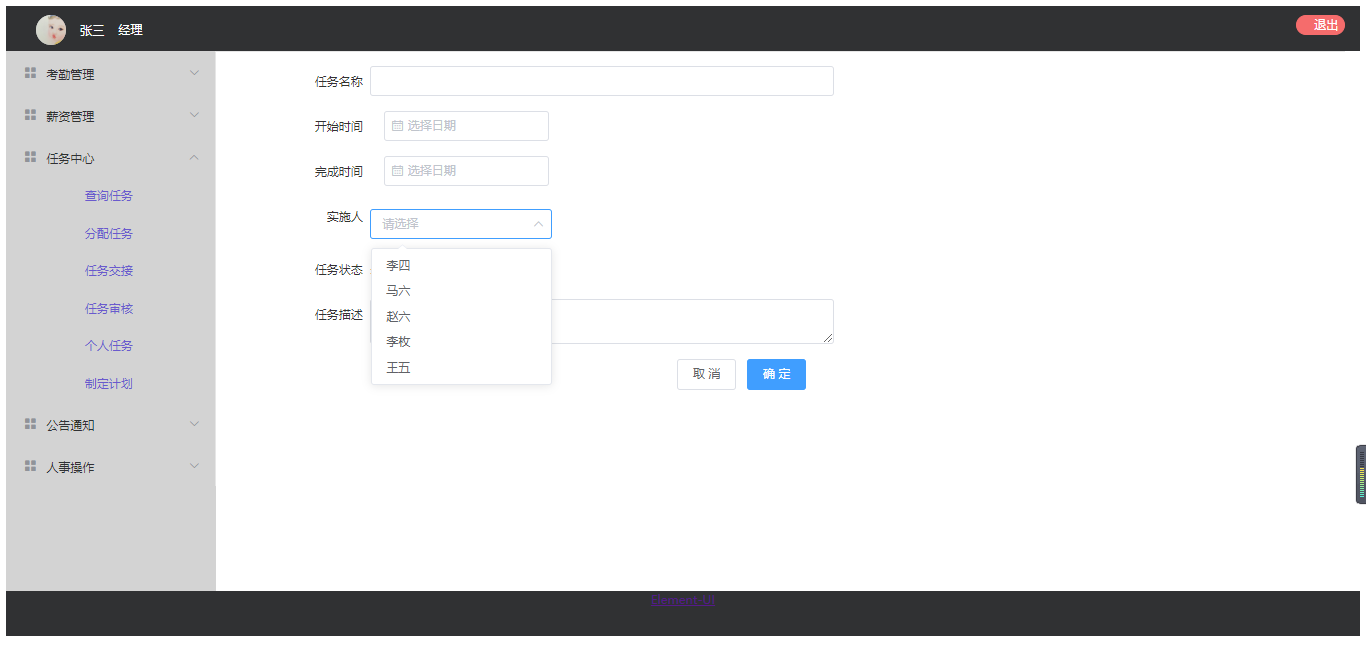 张三 经理
退出
考勤管理
薪资管理
任务中心
查询任务
分配任务
任务交接
任务审核
个人任务
制定计划
公告通知
人事操作
任务名称
开始时间 选择日期
完成时间 选择日期
实施人 请选择
李四
马六
赵六
李枚
王五
任务状态
任务描述
取 消 确 定
Element-UI